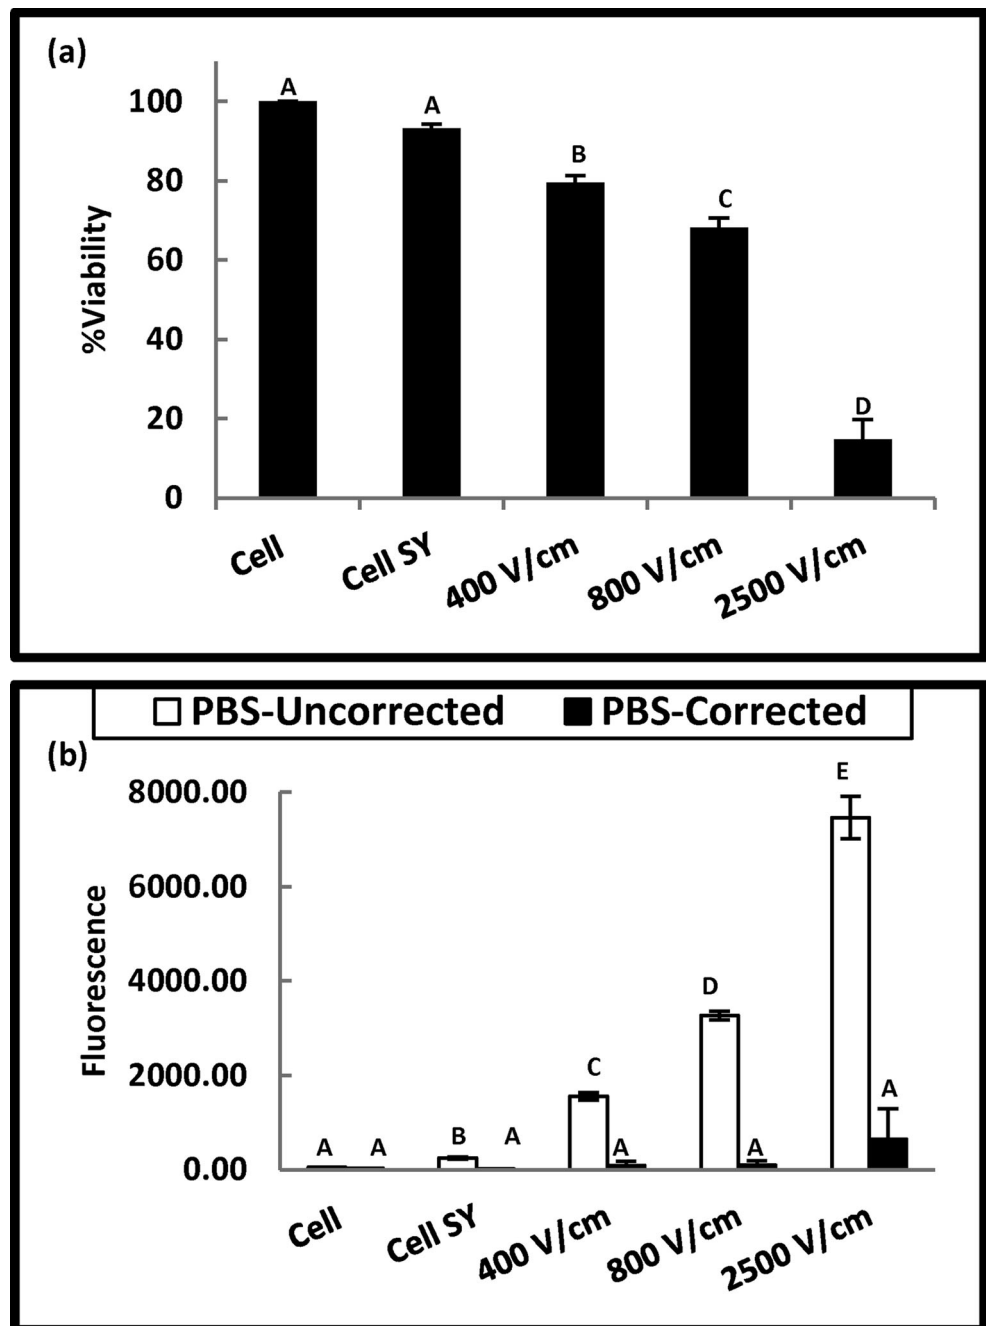 (a)
A
A
B
C
D
100
80
60
40
20
0
%Viability
Cell
Cell SY
400 V/cm
800 V/cm
2500 V/cm
PBS-Uncorrected PBS-Corrected
(b)
E
D
C
A A B A A A A
8000.00
6000.00
4000.00
2000.00
0.00
Fluorescence
Cell
Cell SY
400 V/cm
800 V/cm
2500 V/cm